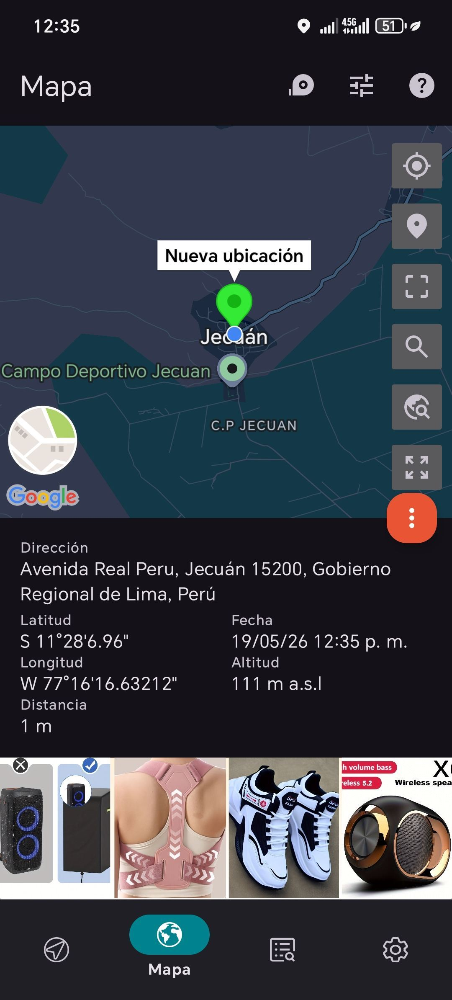 12:35
4.5G
51
Mapa
Nueva ubicación
Campo Deportivo Jecuan
C.P JECUAN
Google
Dirección
Avenida Real Peru, Jecuán 15200, Gobierno
Regional de Lima, Perú
Latitud
S 11°28'6.96"
Fecha
19/05/26 12:35 p. m.
Longitud
W 77°16'16.63212"
Altitud
111 m a.s.l
Distancia
1 m
h volume bass
reless 5.2
Wireless spea
FASHION
SPORT
Mapa